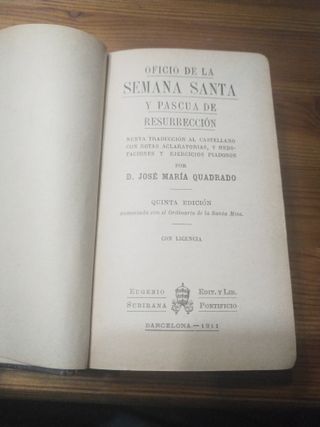 OFICIO DE LA
SEMANA SANTA
Y PASCUA DE
RESURRECCIÓN
NUEVA TRADUCCIÓN AL CASTELLANO
CON NOTAS ACLARATORIAS, Y MEDI-
TACIONES Y EJERCICIOS PIADOSOS
POR
D. JOSÉ MARÍA QUADRADO
QUINTA EDICIÓN
aumentada con el Ordinario de la Santa Misa.
CON LICENCIA
EUGENIO EDIT. Y LIB.
SUBIRANA PONTIFICIO
BARCELONA.—1911